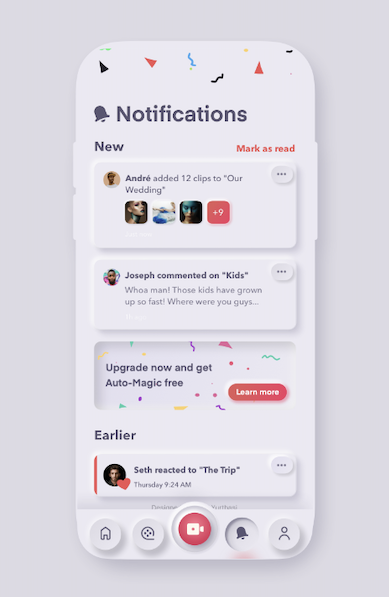 Notifications
New
Mark as read
André added 12 clips to "Our
Wedding"
+9
Joseph commented on "Kids"
Whoa man! Those kids have grown
up so fast! Where were you guys...
Upgrade now and get
Auto-Magic free
Learn more
Earlier
Seth reacted to "The Trip"
Thursday 9:24 AM